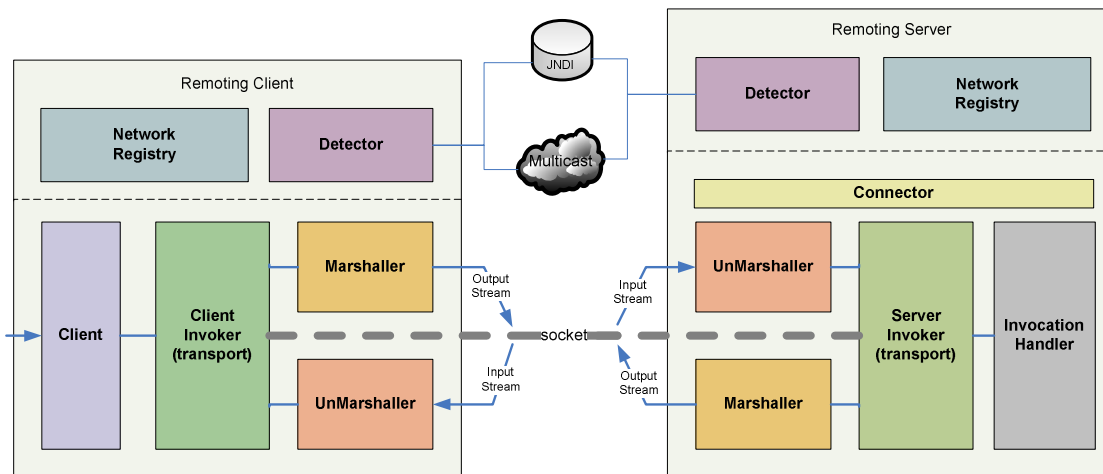 Remoting Client
Network
Registry
Detector
Client
Client
Invoker
(transport)
Marshaller
UnMarshaller
Output
Stream
Input
Stream
JNDI
Multicast
socket
Remoting Server
Detector
Network
Registry
Connector
Input
Stream
Output
Stream
UnMarshaller
Marshaller
Server
Invoker
(transport)
Invocation
Handler